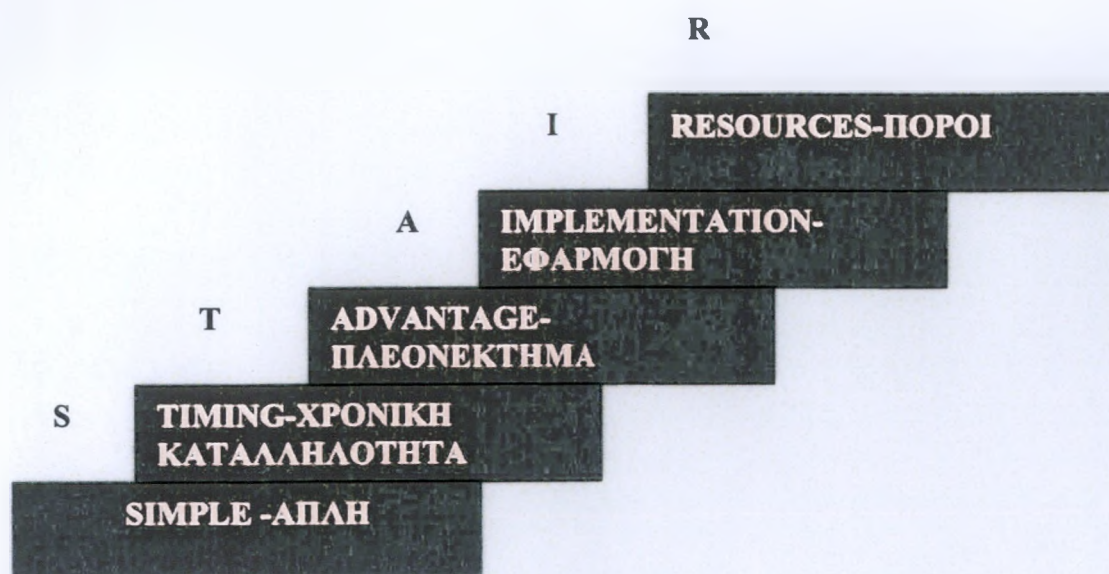 R
I
RESOURCES-ΠΟΡΟΙ
A
IMPLEMENTATION-
ΕΦΑΡΜΟΓΗ
T
ADVANTAGE-
ΠΛΕΟΝΕΚΤΗΜΑ
S
TIMING-ΧΡΟΝΙΚΗ
ΚΑΤΑΛΛΗΛΟΤΗΤΑ
SIMPLE -ΑΠΛΗ